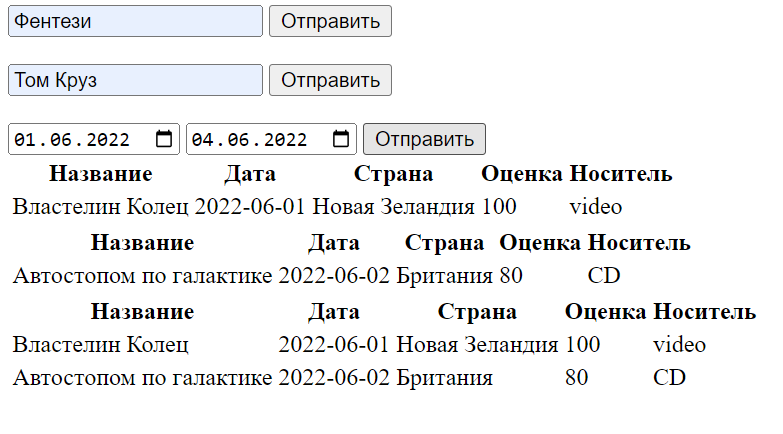 Фентези Отправить
Том Круз Отправить
01.06.2022 04.06.2022 Отправить
Название Дата Страна Оценка Носитель
Властелин Колец 2022-06-01 Новая Зеландия 100 video
Название Дата Страна Оценка Носитель
Автостопом по галактике 2022-06-02 Британия 80 CD
Название Дата Страна Оценка Носитель
Властелин Колец 2022-06-01 Новая Зеландия 100 video
Автостопом по галактике 2022-06-02 Британия 80 CD